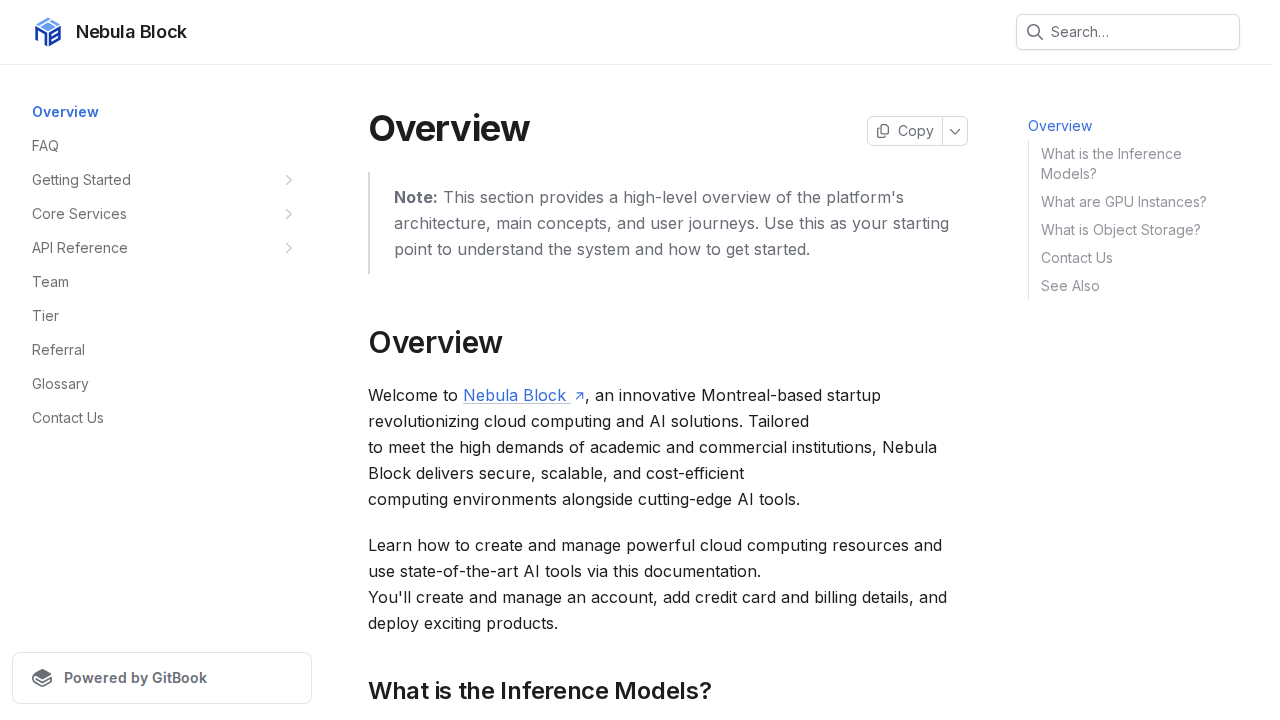 Nebula Block
Search…
Overview
FAQ
Getting Started
Core Services
API Reference
Team
Tier
Referral
Glossary
Contact Us
Powered by GitBook
Overview
Copy
Note: This section provides a high-level overview of the platform's
architecture, main concepts, and user journeys. Use this as your starting
point to understand the system and how to get started.
Overview
Welcome to Nebula Block, an innovative Montreal-based startup
revolutionizing cloud computing and AI solutions. Tailored
to meet the high demands of academic and commercial institutions, Nebula
Block delivers secure, scalable, and cost-efficient
computing environments alongside cutting-edge AI tools.
Learn how to create and manage powerful cloud computing resources and
use state-of-the-art AI tools via this documentation.
You'll create and manage an account, add credit card and billing details, and
deploy exciting products.
What is the Inference Models?
Overview
What is the Inference
Models?
What are GPU Instances?
What is Object Storage?
Contact Us
See Also